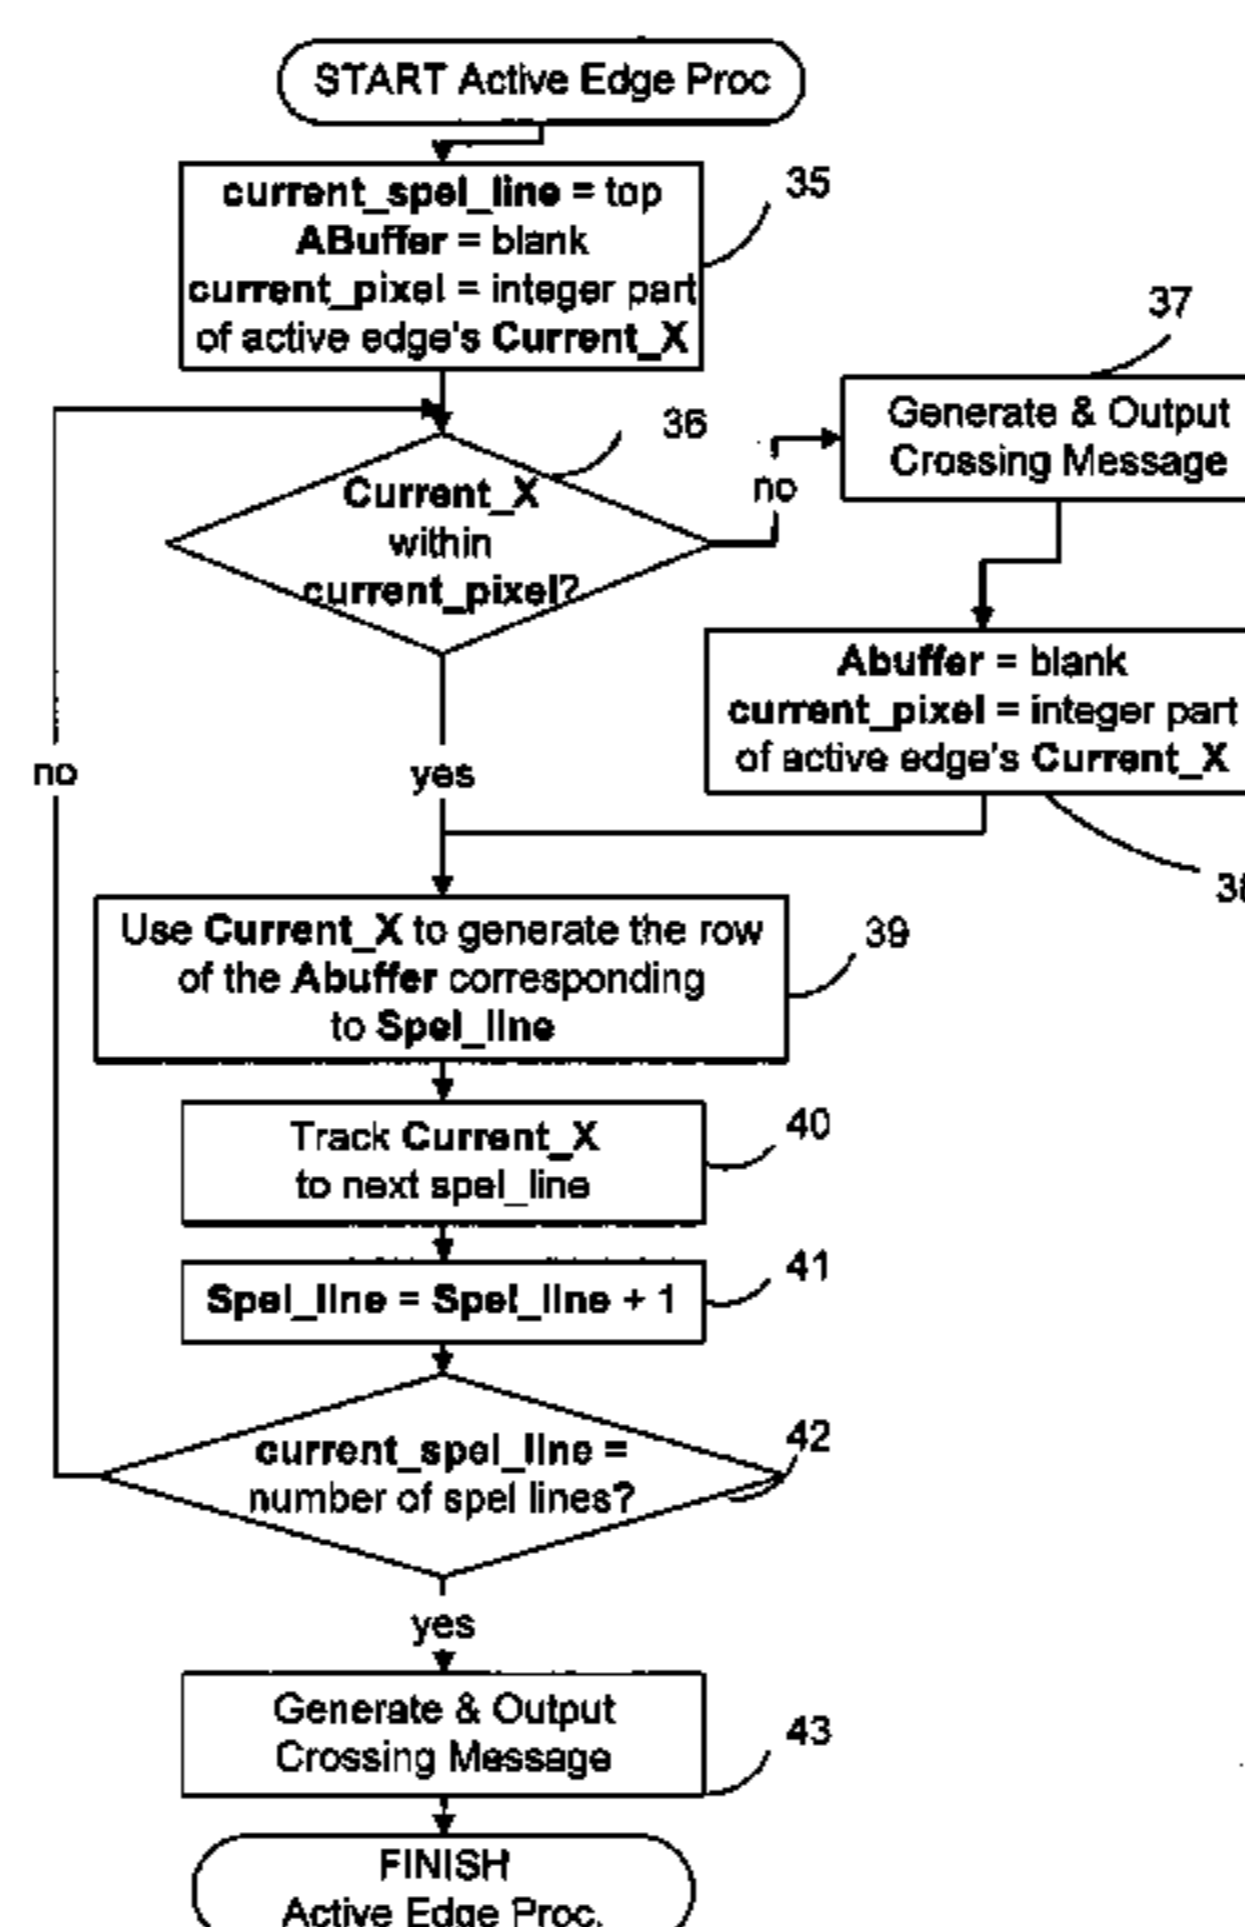 START Active Edge Proc
current_spel_line = top
ABuffer = blank
current_pixel = integer part
of active edge's Current_X
35
36
Current_X
within
current_pixel?
no
37
Generate & Output
Crossing Message
Abuffer = blank
current_pixel = integer part
of active edge's Current_X
no
yes
Use Current_X to generate the row
of the Abuffer corresponding
to Spel_line
39
Track Current_X
to next spel_line
40
Spel_line = Spel_line + 1
41
current_spel_line =
number of spel lines?
42
yes
Generate & Output
Crossing Message
43
FINISH
Active Edge Proc.